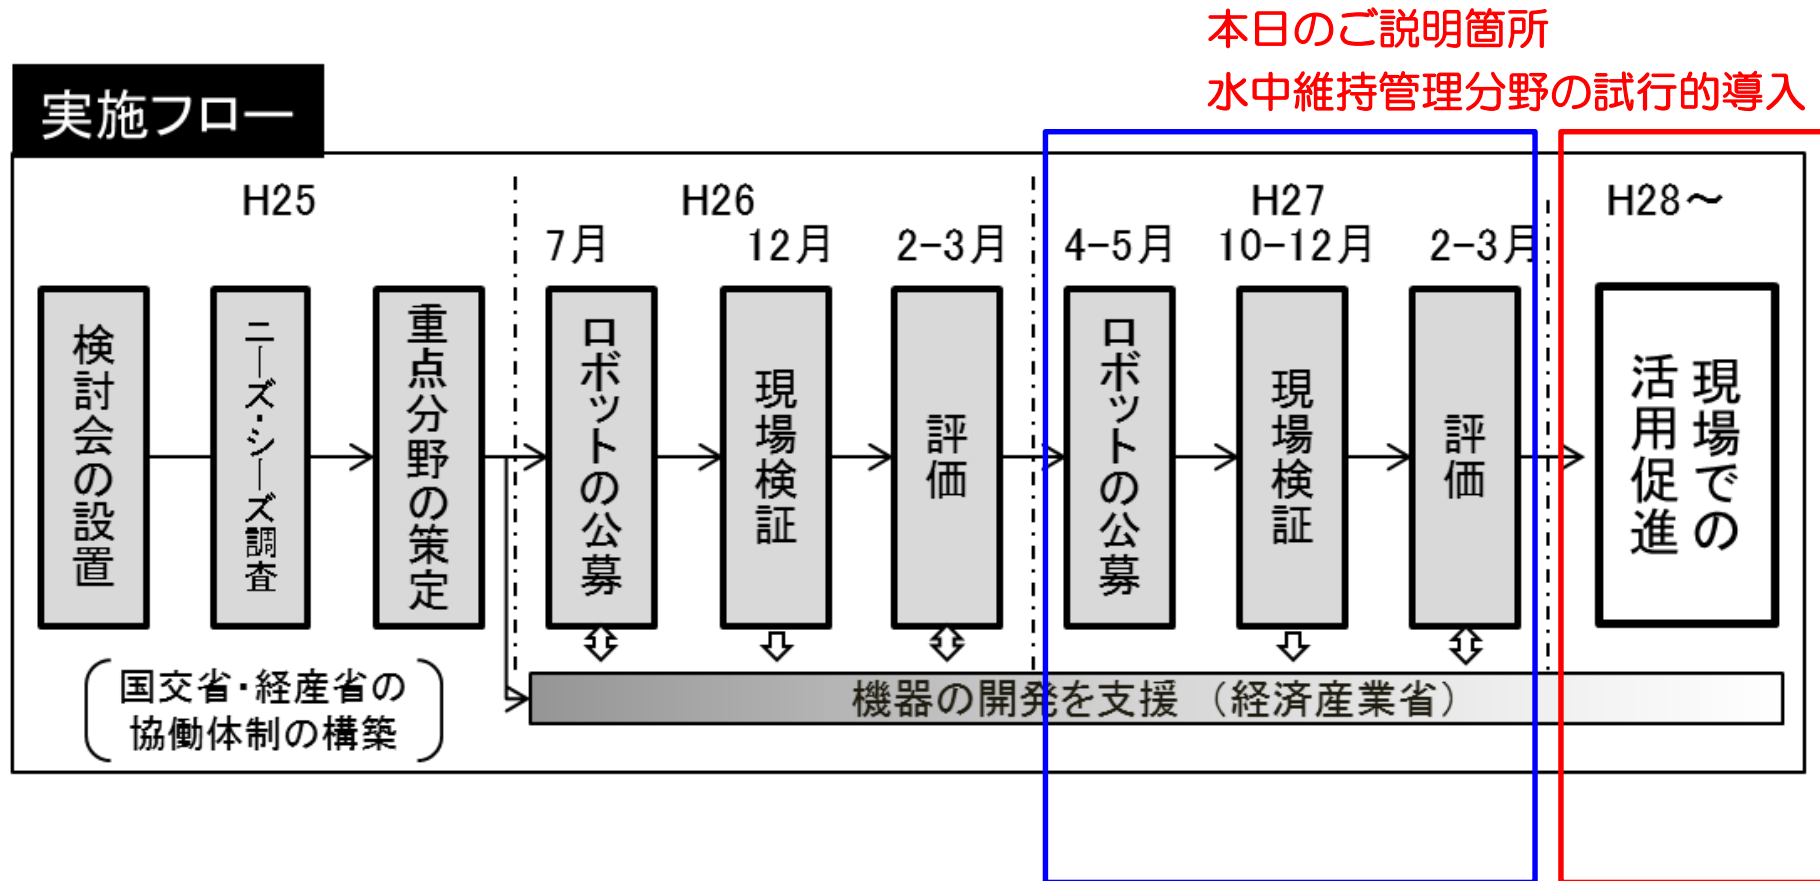 本日のご説明箇所
水中維持管理分野の試行的導入
実施フロー
H25
H26
H27
H28～
7月
12月
2-3月
4-5月
10-12月
2-3月
検討会の設置
ニーズ・シーズ調査
重点分野の策定
ロボットの公募
現場検証
評価
ロボットの公募
現場検証
評価
現場での
活用促進
国交省・経産省の
協働体制の構築
機器の開発を支援 （経済産業省）